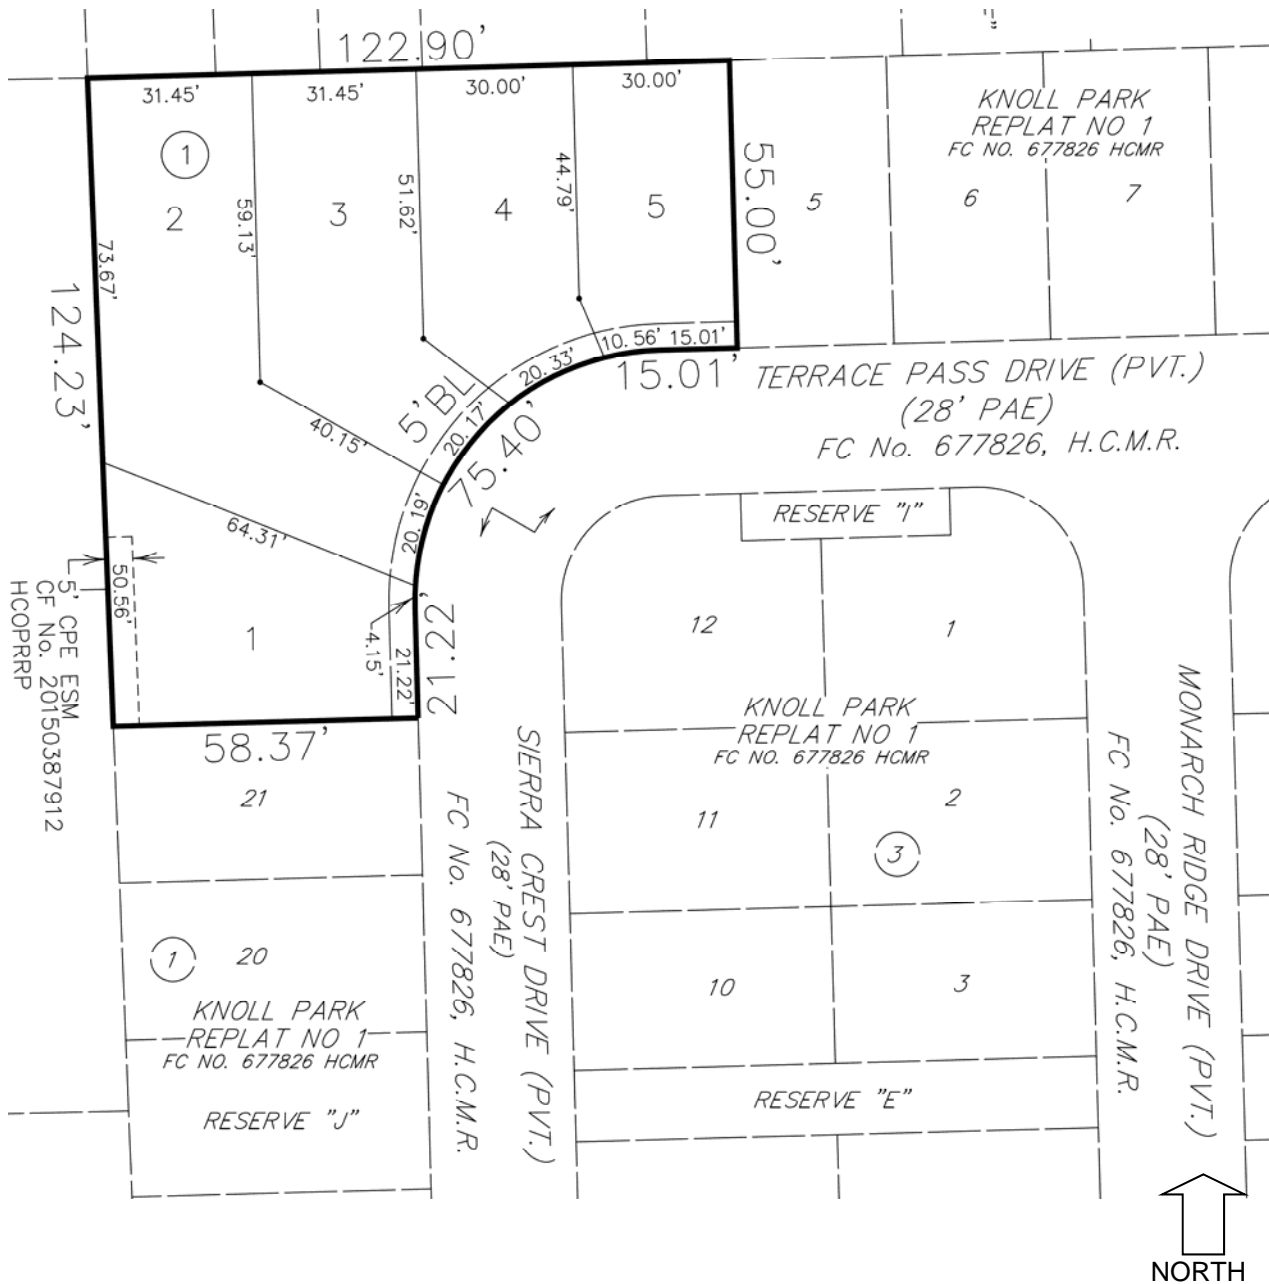 122.90'
31.45'
31.45'
30.00'
30.00'
1
2
3
4
5
59.13'
51.62'
44.79'
55.00'
73.67'
124.23'
KNOLL PARK
REPLAT NO 1
FC NO. 677826 HCMR
5
6
7
10.56'
15.01'
20.33'
20.17'
20.19'
5' BL
75.40'
15.01'
40.15'
64.31'
TERRACE PASS DRIVE (PVT.)
(28' PAE)
FC No. 677826, H.C.M.R.
RESERVE "I"
50.56'
5' CPE ESM
CF No. 20150387912
HCOPRRP
1
4.15'
21.22'
21.22'
58.37'
12
1
KNOLL PARK
REPLAT NO 1
FC NO. 677826 HCMR
11
2
3
10
3
RESERVE "E"
21
1
20
KNOLL PARK
REPLAT NO 1
FC NO. 677826 HCMR
RESERVE "J"
SIERRA CREST DRIVE (PVT.)
(28' PAE)
FC No. 677826, H.C.M.R.
MONARCH RIDGE DRIVE (PVT.)
(28' PAE)
FC No. 677826, H.C.M.R.
NORTH